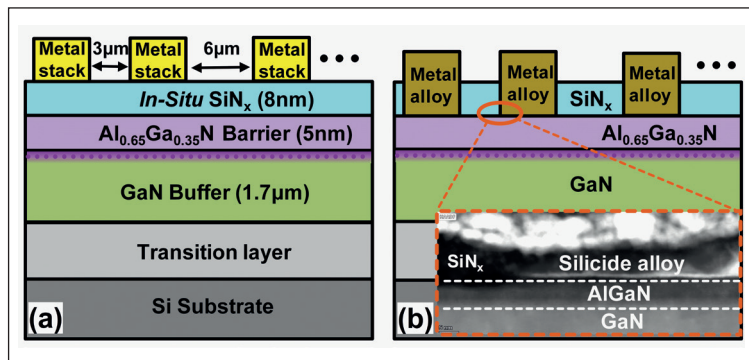 Metal
stack
3μm
Metal
stack
6μm
Metal
stack
In-Situ SiNₓ (8nm)
Al₀.₆₅Ga₀.₃₅N Barrier (5nm)
GaN Buffer (1.7μm)
Transition layer
Si Substrate
(a)
Metal
alloy
Metal
alloy
SiNₓ
Metal
alloy
Al₀.₆₅Ga₀.₃₅N
GaN
SiNₓ
Silicide alloy
AlGaN
GaN
(b)